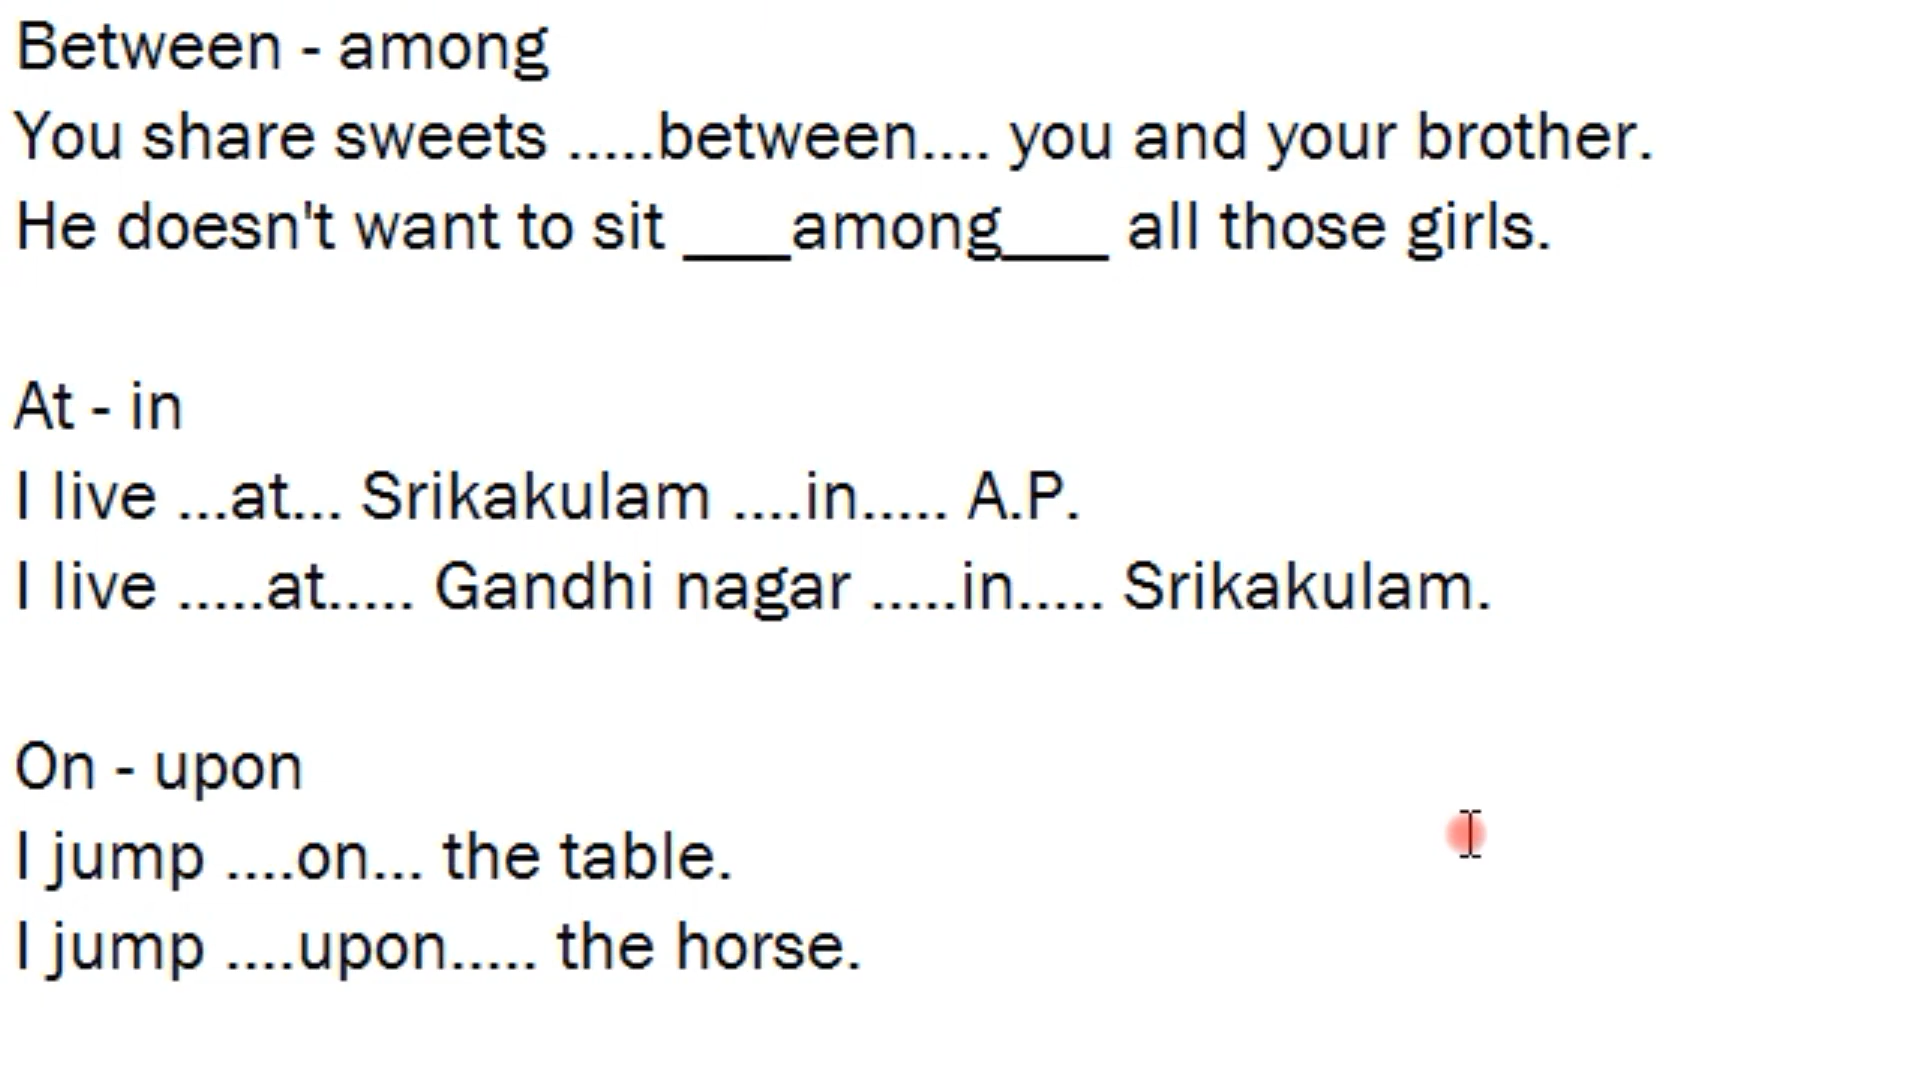 Between - among
You share sweets .....between.... you and your brother.
He doesn't want to sit ___among___ all those girls.
At - in
I live ...at... Srikakulam ....in..... A.P.
I live .....at..... Gandhi nagar .....in..... Srikakulam.
On - upon
I jump ....on... the table.
I jump ....upon..... the horse.